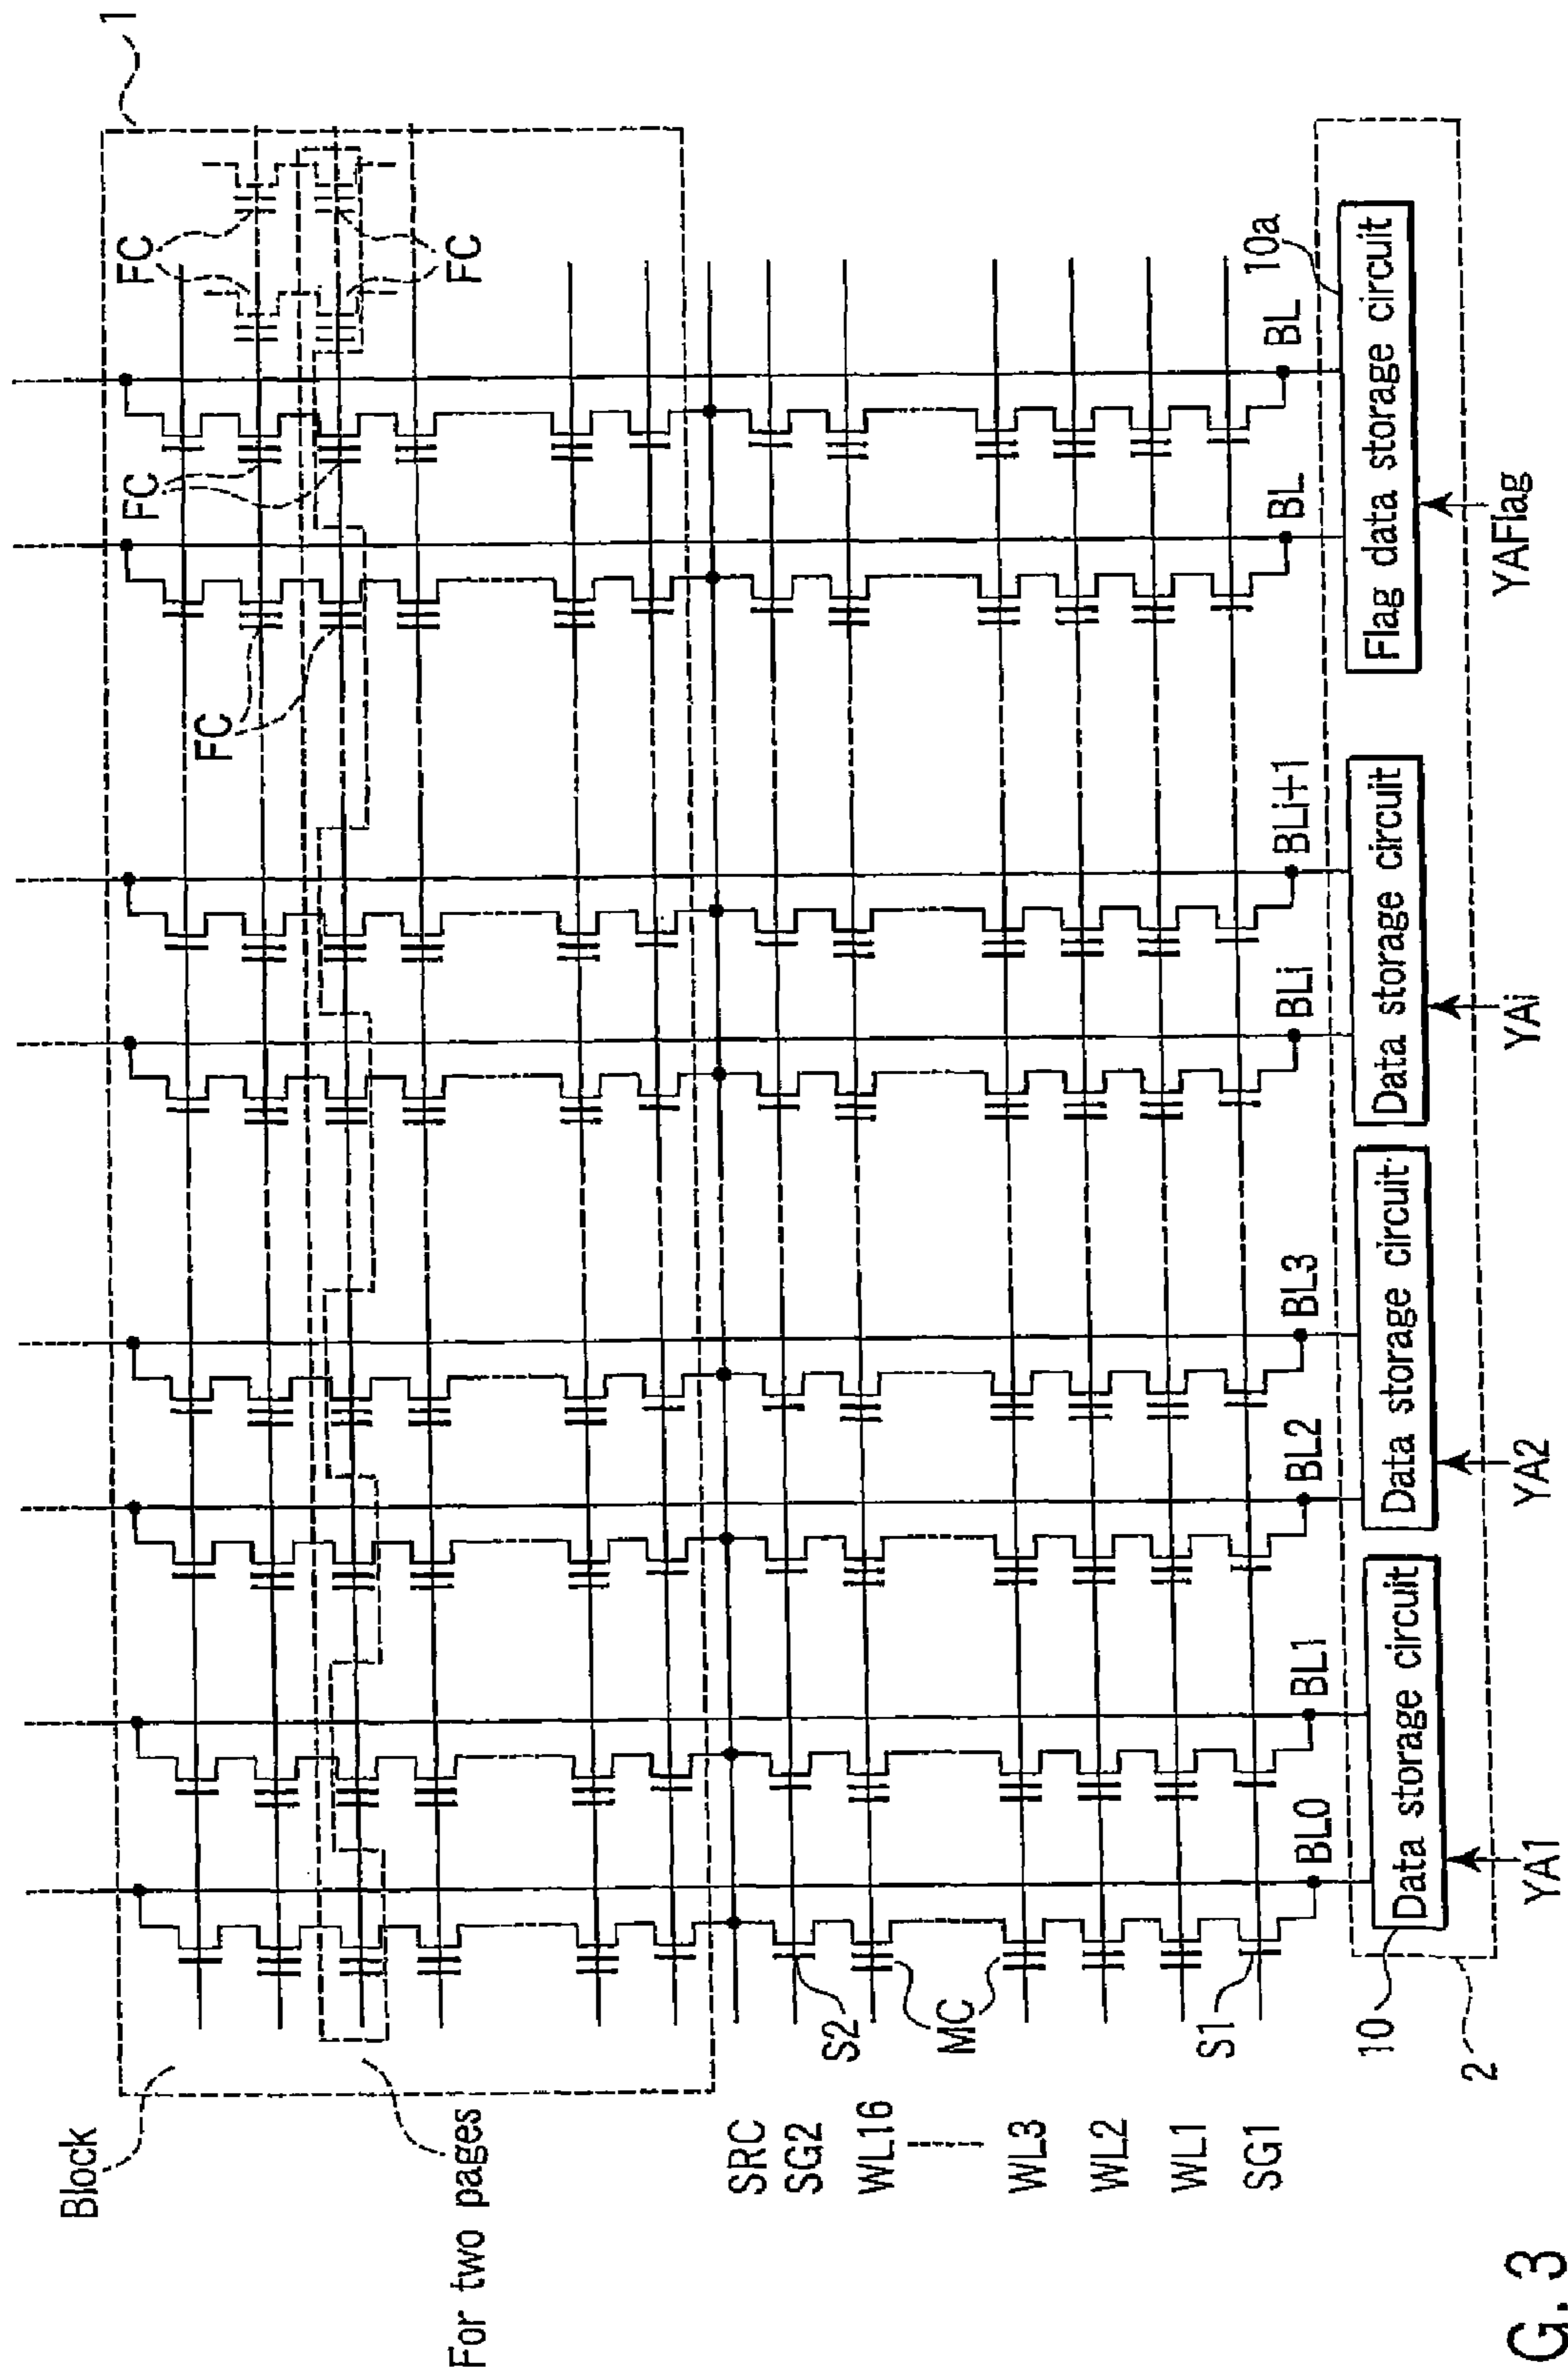 1
Block
For two pages
FC
FC
FC
FC
SRC
SG2
WL16
WL3
WL2
WL1
SG1
S2
MC
S1
BL0
BL1
BL2
BL3
BLi
BLi+1
BL
BL
10
Data storage circuit
Data storage circuit
Data storage circuit
Flag data storage circuit
10a
2
YA1
YA2
YAi
YAFlag
G. 3